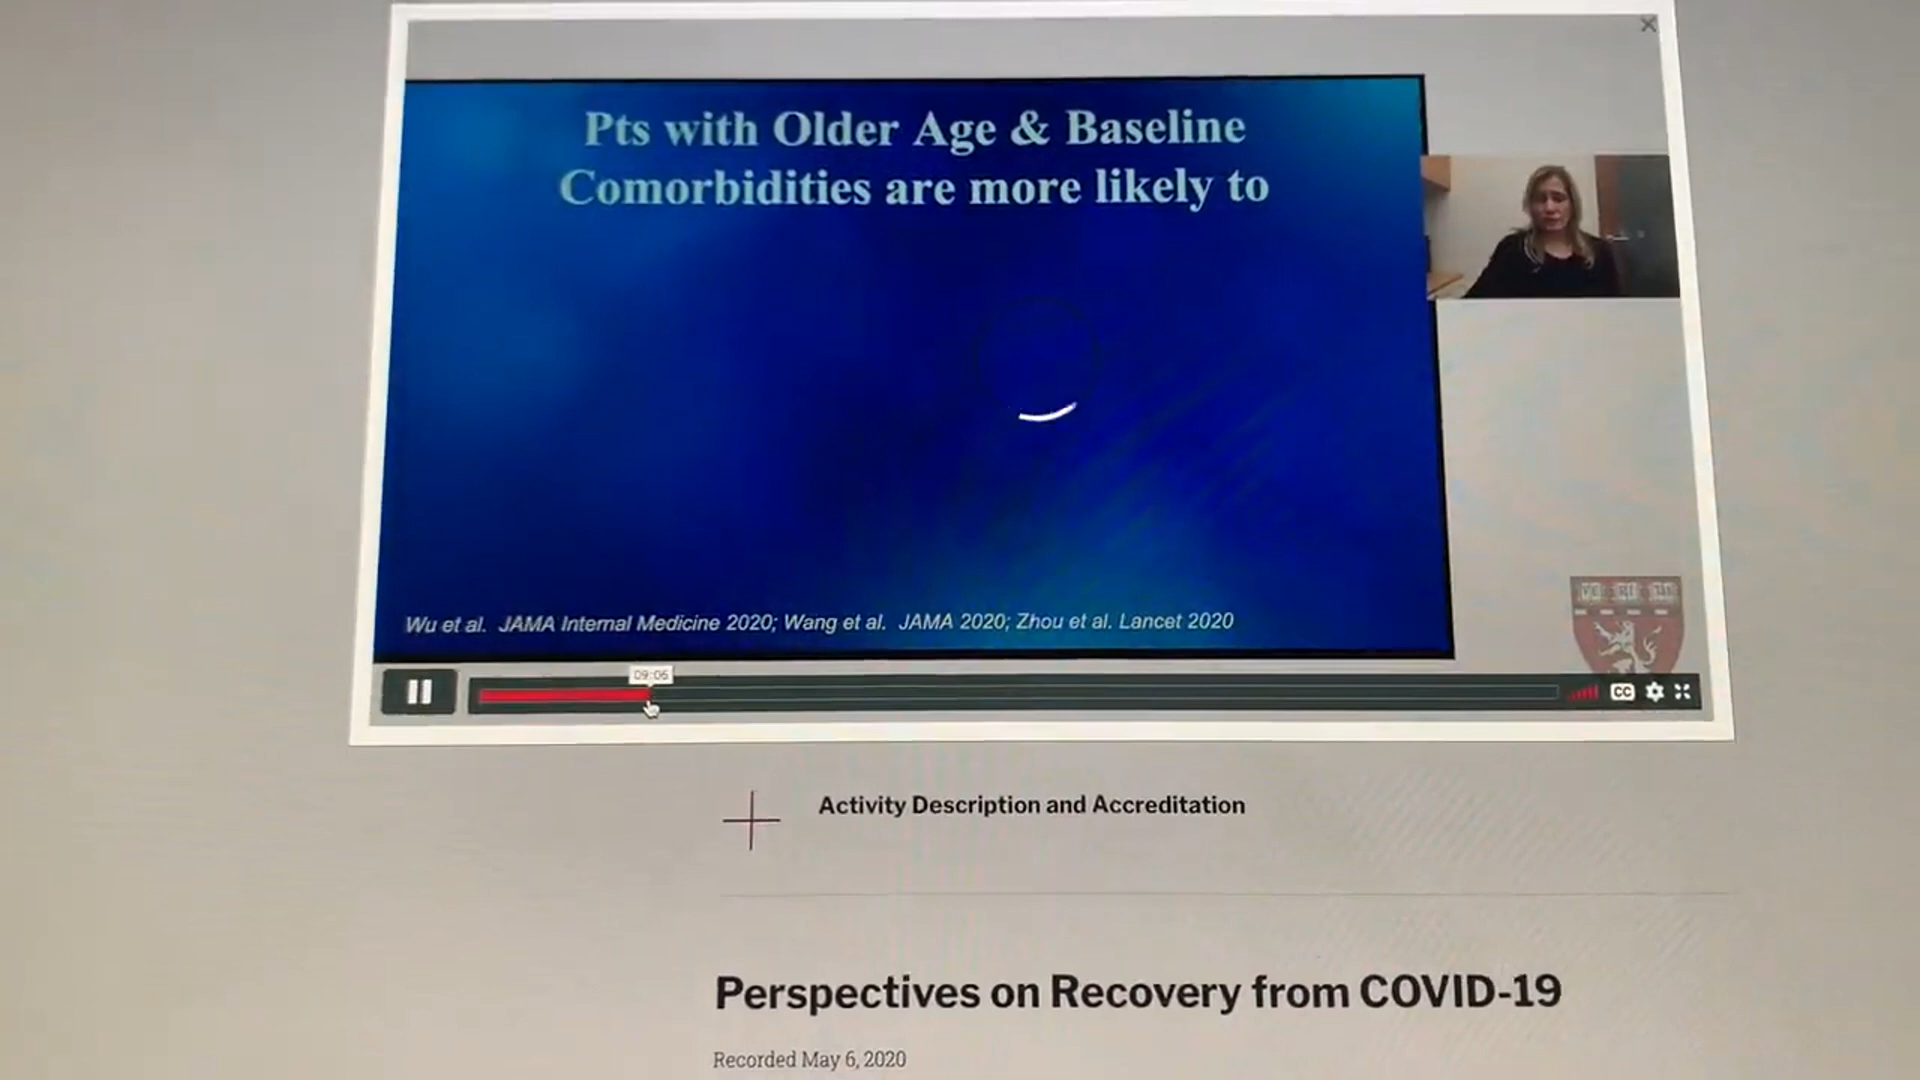 Pts with Older Age & Baseline
Comorbidities are more likely to
Wu et al. JAMA Internal Medicine 2020; Wang et al. JAMA 2020; Zhou et al. Lancet 2020
09:06
CC
Activity Description and Accreditation
Perspectives on Recovery from COVID-19
Recorded May 6, 2020